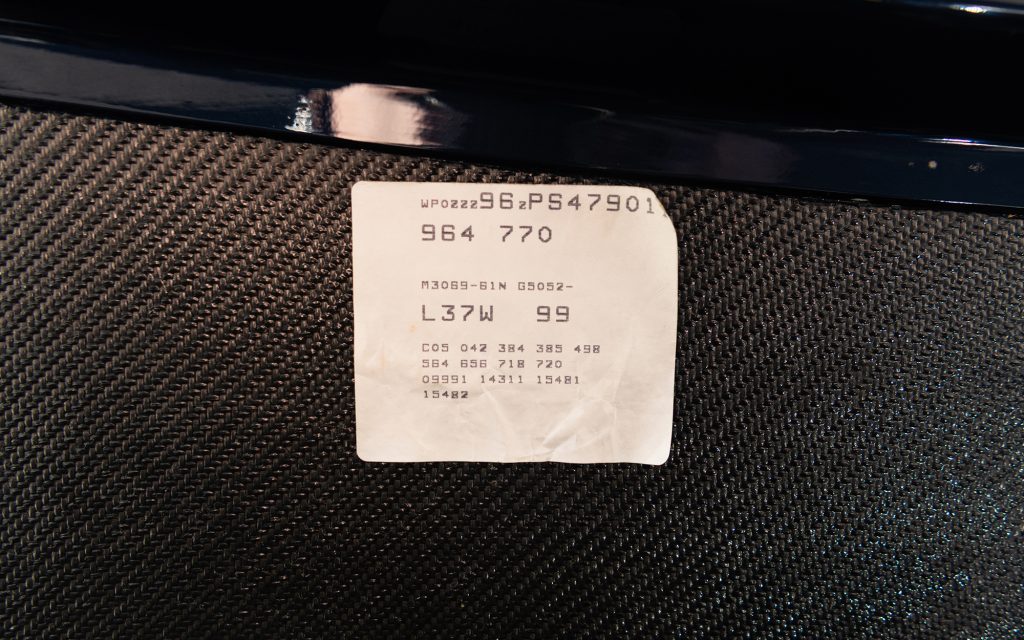 WP0ZZZ96ZPS47901
964 770
M3069-61N G5052-
L37W 99
C05 042 384 385 498
564 656 718 720
09991 14311 15481
15482